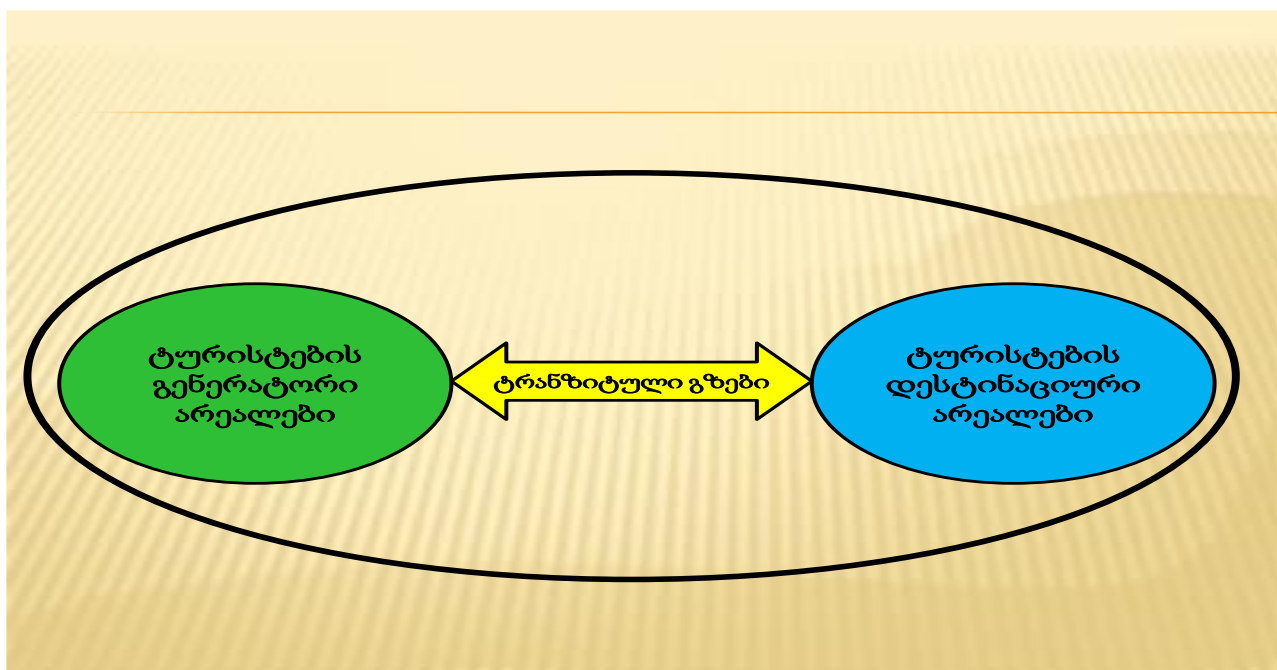 ტურისტების
გენერატორი
არეალები
ტრანზიტული გზები
ტურისტების
დესტინაციური
არეალები